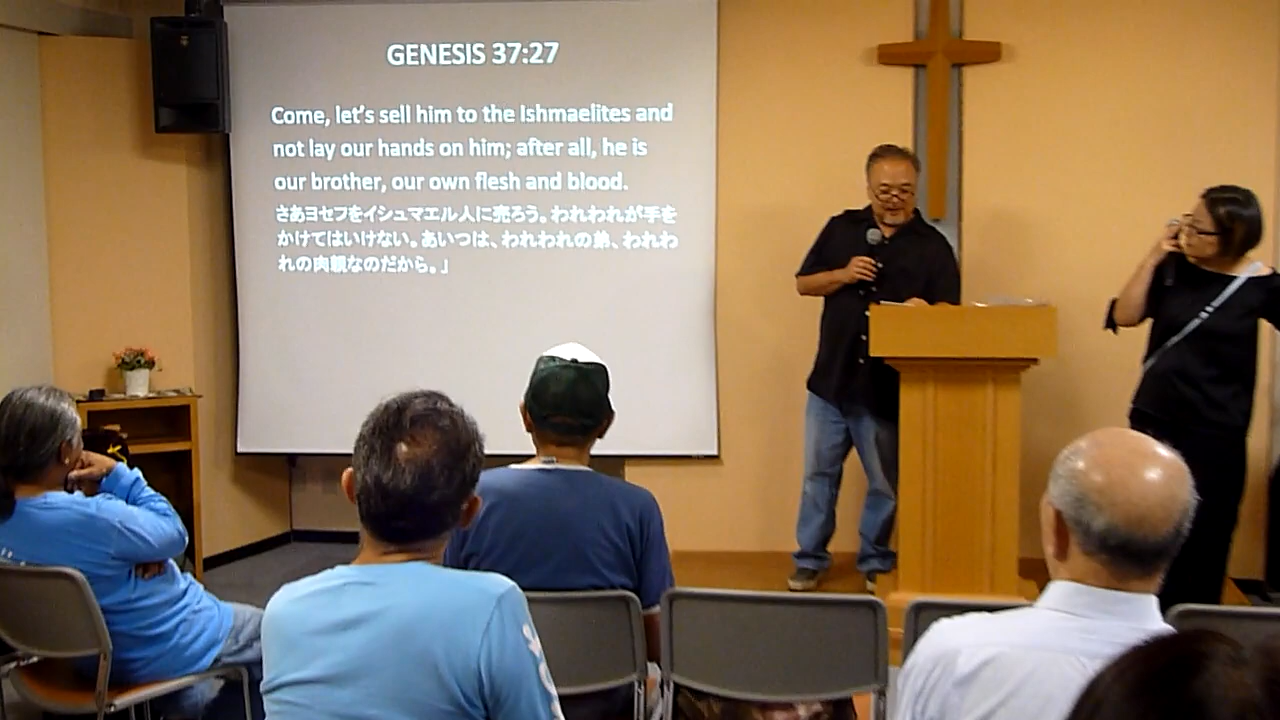 GENESIS 37:27
Come, let's sell him to the Ishmaelites and
not lay our hands on him; after all, he is
our brother, our own flesh and blood.
さあヨセフをイシュマエル人に売ろう。われわれが手を
かけてはいけない。あいつは、われわれの弟、われわ
れの肉親なのだから。」